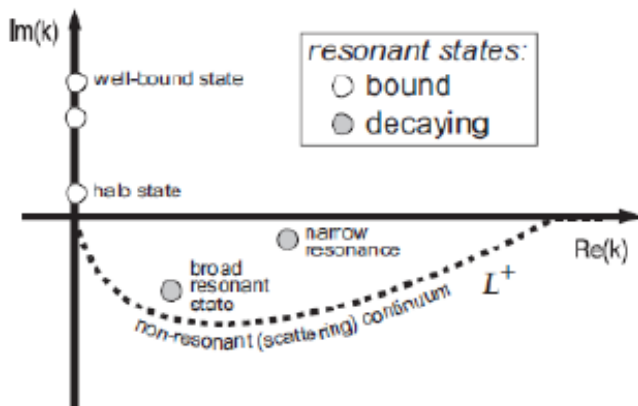 Im(k)
resonant states:
bound
decaying
well-bound state
halo state
narrow
resonance
Re(k)
broad
resonant
state
L+
non-resonant (scattering) continuum